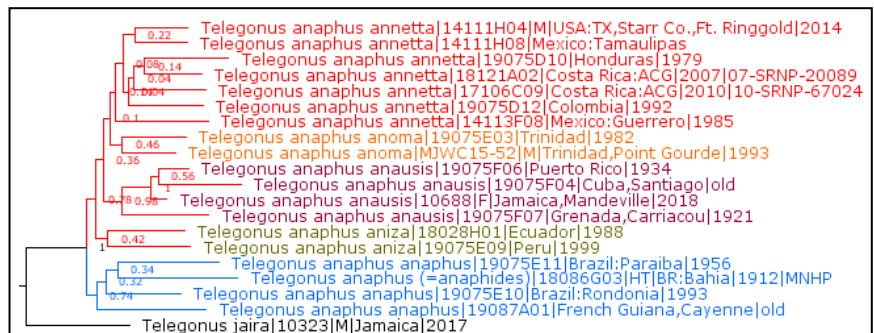 Telegonus anaphus annetta|14111H04|M|USA:TX,Starr Co.,Ft. Ringgold|2014
0.22
Telegonus anaphus annetta|14111H08|Mexico:Tamaulipas
Telegonus anaphus annetta|19075D10|Honduras|1979
0.08
0.14
Telegonus anaphus annetta|18121A02|Costa Rica:ACG|2007|07-SRNP-20089
0.04
Telegonus anaphus annetta|17106C09|Costa Rica:ACG|2010|10-SRNP-67024
Telegonus anaphus annetta|19075D12|Colombia|1992
0.1
Telegonus anaphus annetta|14113F08|Mexico:Guerrero|1985
Telegonus anaphus anoma|19075E03|Trinidad|1982
0.46
Telegonus anaphus anoma|MJWC15-52|M|Trinidad,Point Gourde|1993
0.36
Telegonus anaphus anausis|19075F06|Puerto Rico|1934
0.56
Telegonus anaphus anausis|19075F04|Cuba,Santiago|old
1
Telegonus anaphus anausis|10688|F|Jamaica,Mandeville|2018
0.78
0.98
Telegonus anaphus anausis|19075F07|Grenada,Carriacou|1921
Telegonus anaphus aniza|18028H01|Ecuador|1988
0.42
1
Telegonus anaphus aniza|19075E09|Peru|1999
Telegonus anaphus anaphus|19075E11|Brazil:Paraiba|1956
0.34
Telegonus anaphus (=anaphides)|18086G03|HT|BR:Bahia|1912|MNHP
0.32
Telegonus anaphus anaphus|19075E10|Brazil:Rondonia|1993
0.74
Telegonus anaphus anaphus|19087A01|French Guiana,Cayenne|old
Telegonus jaira|10323|M|Jamaica|2017